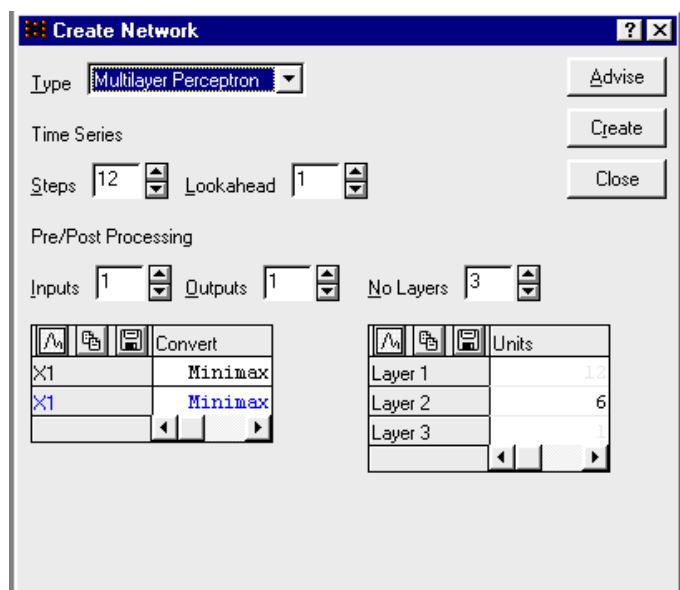 Create Network
Type Multilayer Perceptron Advise
Time Series Create
Steps 12 Lookahead 1 Close
Pre/Post Processing
Inputs 1 Outputs 1 No Layers 3
Convert Units
X1 Minimax Layer 1 12
X1 Minimax Layer 2 6
Layer 3 1